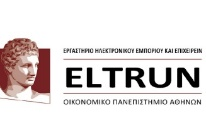 ΕΡΓΑΣΤΗΡΙΟ ΗΛΕΚΤΡΟΝΙΚΟΥ ΕΜΠΟΡΙΟΥ ΚΑΙ ΕΠΙΧΕΙΡΕΙΝ
ELTRUN
ΟΙΚΟΝΟΜΙΚΟ ΠΑΝΕΠΙΣΤΗΜΙΟ ΑΘΗΝΩΝ